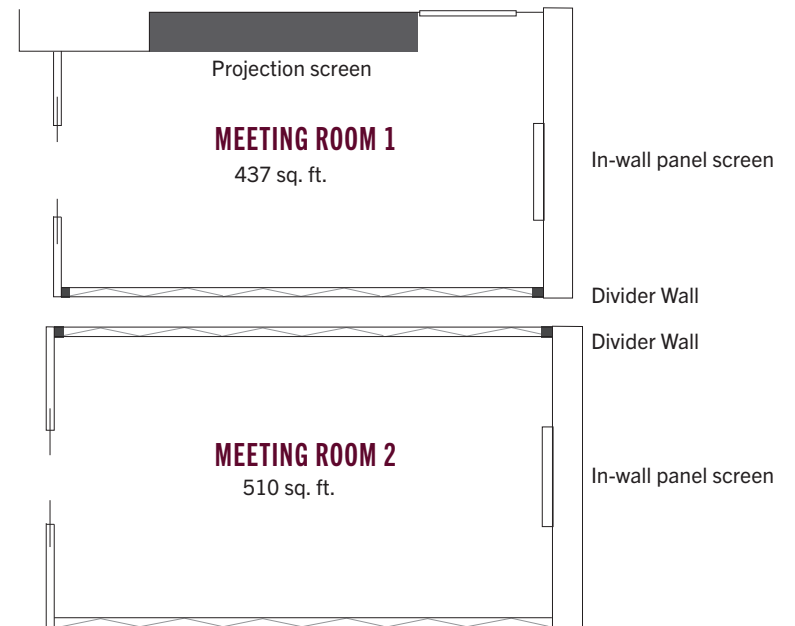 Projection screen
MEETING ROOM 1
437 sq. ft.
In-wall panel screen
Divider Wall
Divider Wall
MEETING ROOM 2
510 sq. ft.
In-wall panel screen